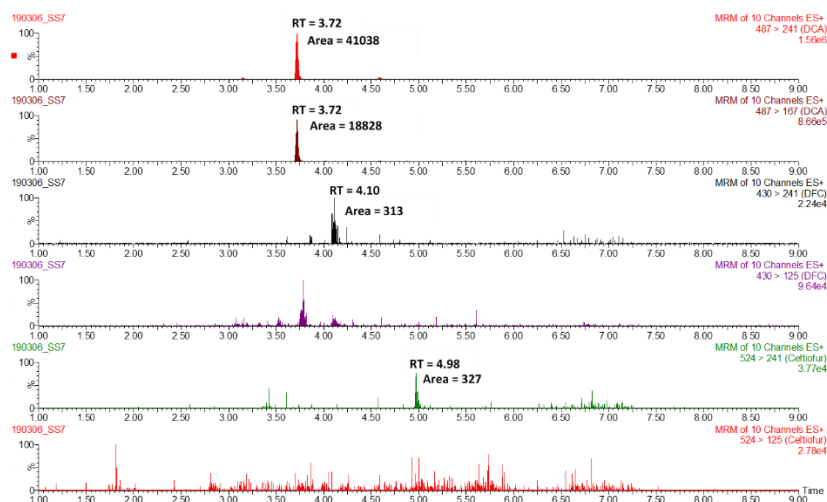 190306_SS7
MRM of 10 Channels ES+
487 > 241 (DCA)
1.56e6
RT = 3.72
Area = 41038
100
%
0
1.00 1.50 2.00 2.50 3.00 3.50 4.00 4.50 5.00 5.50 6.00 6.50 7.00 7.50 8.00 8.50 9.00
190306_SS7
MRM of 10 Channels ES+
487 > 167 (DCA)
8.66e5
RT = 3.72
Area = 18828
100
%
0
1.00 1.50 2.00 2.50 3.00 3.50 4.00 4.50 5.00 5.50 6.00 6.50 7.00 7.50 8.00 8.50 9.00
190306_SS7
MRM of 10 Channels ES+
430 > 241 (DFC)
2.24e4
RT = 4.10
Area = 313
100
%
0
1.00 1.50 2.00 2.50 3.00 3.50 4.00 4.50 5.00 5.50 6.00 6.50 7.00 7.50 8.00 8.50 9.00
190306_SS7
MRM of 10 Channels ES+
430 > 125 (DFC)
9.64e4
100
%
0
1.00 1.50 2.00 2.50 3.00 3.50 4.00 4.50 5.00 5.50 6.00 6.50 7.00 7.50 8.00 8.50 9.00
190306_SS7
MRM of 10 Channels ES+
524 > 241 (Ceftiofur)
3.77e4
RT = 4.98
Area = 327
100
%
0
1.00 1.50 2.00 2.50 3.00 3.50 4.00 4.50 5.00 5.50 6.00 6.50 7.00 7.50 8.00 8.50 9.00
190306_SS7
MRM of 10 Channels ES+
524 > 125 (Ceftiofur)
2.78e4
100
%
0
Time
1.00 1.50 2.00 2.50 3.00 3.50 4.00 4.50 5.00 5.50 6.00 6.50 7.00 7.50 8.00 8.50 9.00